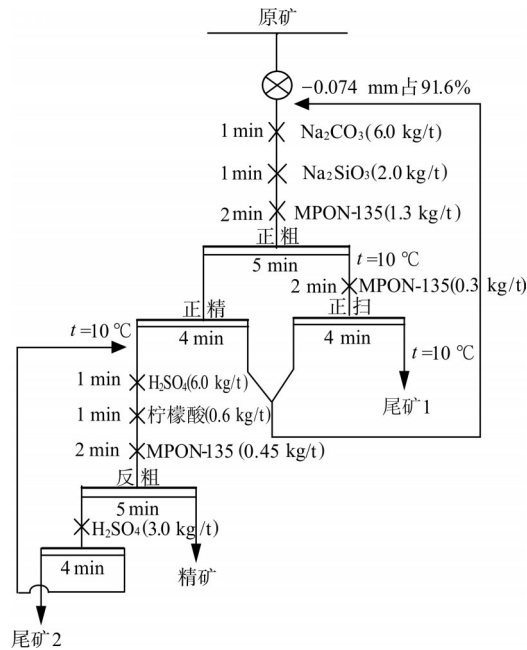 原矿
−0.074 mm占91.6%
1 min Na₂CO₃(6.0 kg/t)
1 min Na₂SiO₃(2.0 kg/t)
2min MPON-135(1.3 kg/t)
正粗
5 min t=10 ℃
2 min MPON-135(0.3 kg/t)
正精 正扫
t=10 ℃ 4 min 4 min t=10 ℃
1 min H₂SO₄(6.0 kg/t)
尾矿1
1 min 柠檬酸(0.6 kg/t)
2 min MPON-135 (0.45 kg/t)
反粗
5 min
H₂SO₄(3.0 kg/t)
4 min 精矿
尾矿2